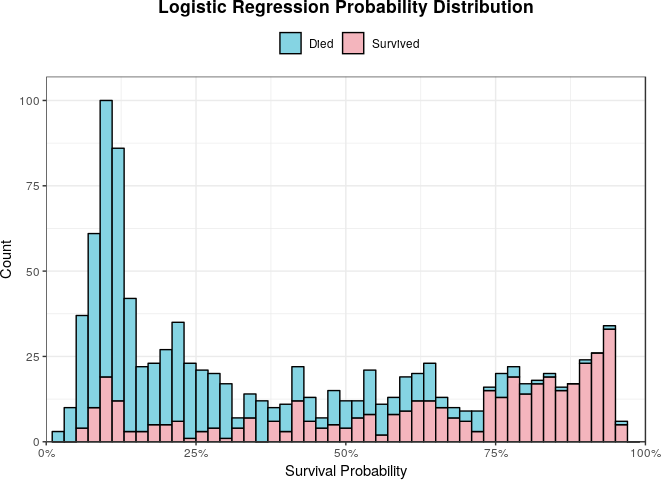 Logistic Regression Probability Distribution
Died Survived
100
75
50
25
0
Count
0% 25% 50% 75% 100%
Survival Probability